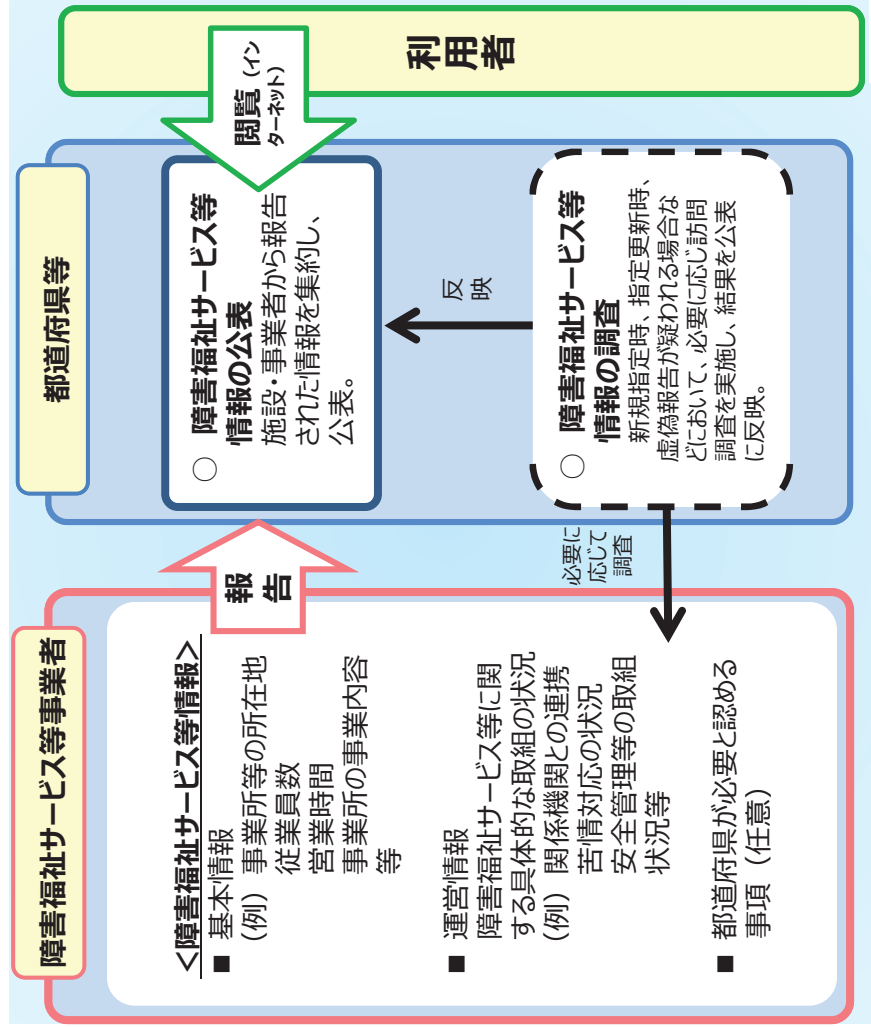 障害福祉サービス等事業者
<障害福祉サービス等情報>
■ 基本情報
(例) 事業所等の所在地
従業員数
営業時間
事業所の事業内容
等
■ 運営情報
障害福祉サービス等に関
する具体的な取組の状況
(例) 関係機関との連携
苦情対応の状況
安全管理等の取組
状況等
■ 都道府県が必要と認める
事項（任意）
報
告
必要に
応じて
調査
都道府県等
○ 障害福祉サービス等
情報の公表
施設・事業者から報告
された情報を集約し、
公表。
反
映
○ 障害福祉サービス等
情報の調査
新規指定時、指定更新時、
虚偽報告が疑われる場合な
どにおいて、必要に応じ訪問
調査を実施し、結果を公表
に反映。
閲覧（イン
ターネット）
利用者